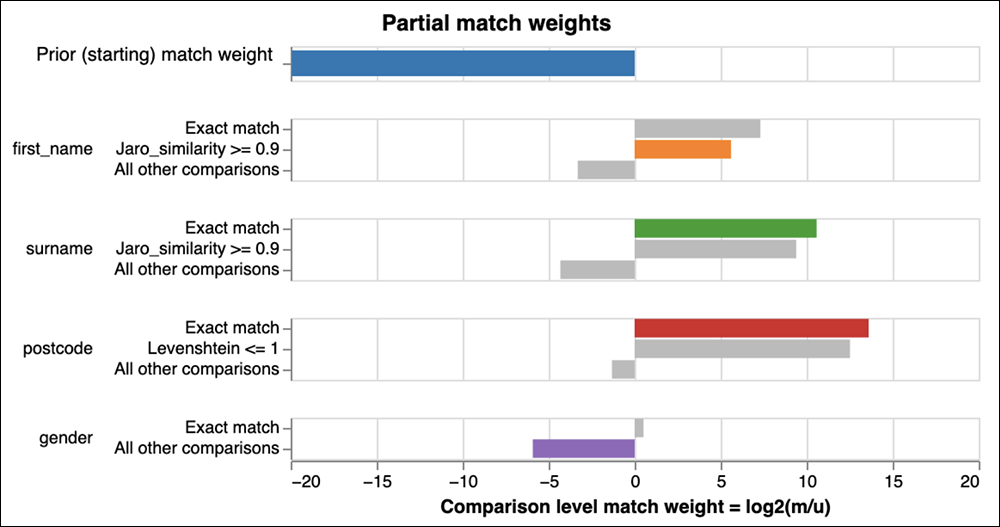 Partial match weights
Prior (starting) match weight
first_name
Exact match
Jaro_similarity >= 0.9
All other comparisons
surname
Exact match
Jaro_similarity >= 0.9
All other comparisons
postcode
Exact match
Levenshtein <= 1
All other comparisons
gender
Exact match
All other comparisons
−20 −15 −10 −5 0 5 10 15 20
Comparison level match weight = log2(m/u)